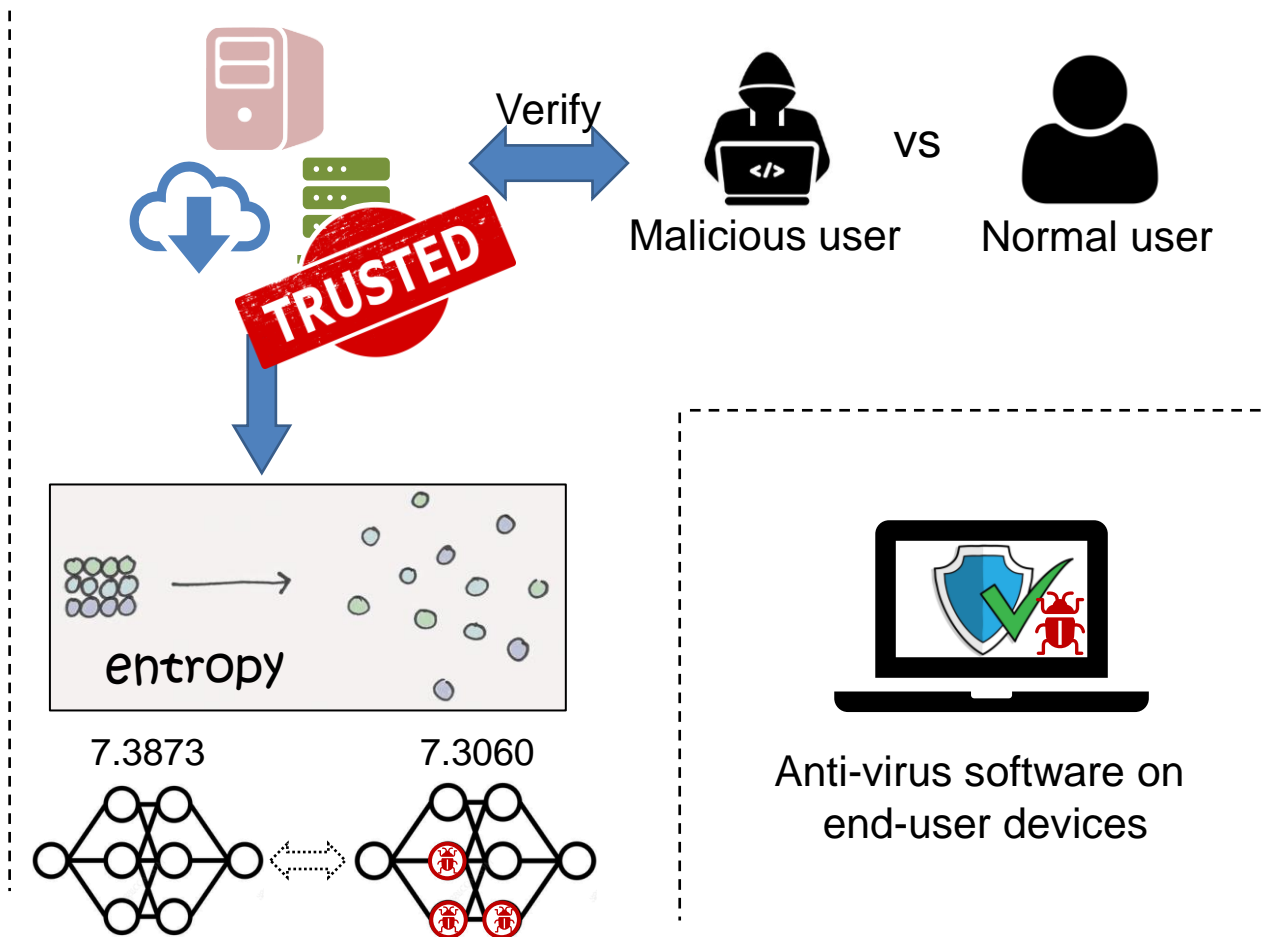 Verify
</>
vs
Malicious user
Normal user
TRUSTED
entropy
7.3873
7.3060
Anti-virus software on
end-user devices